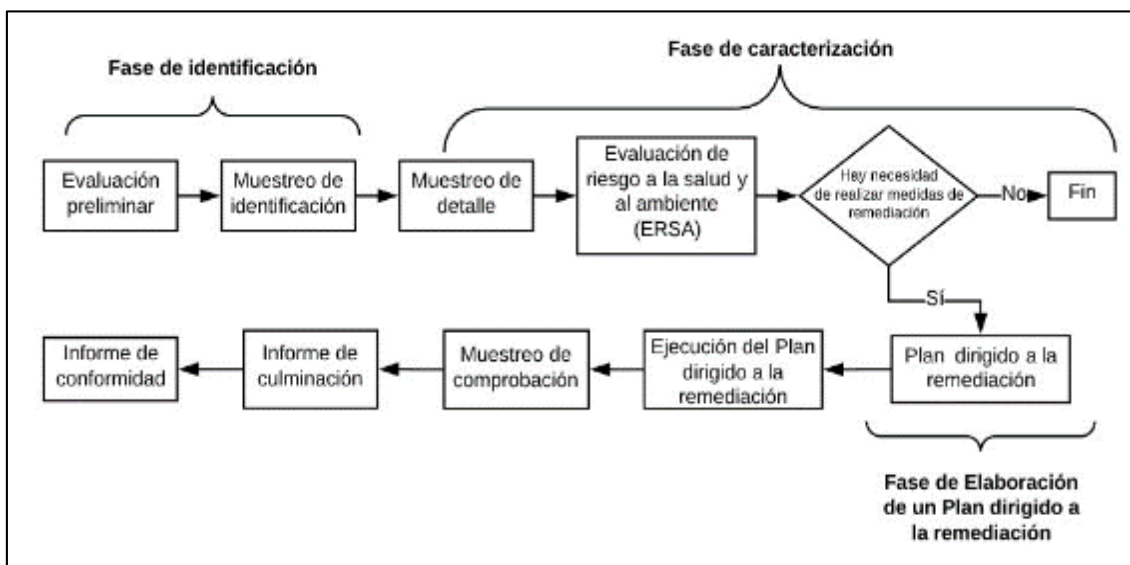 Fase de identificación
Fase de caracterización
Evaluación
preliminar
Muestreo de
identificación
Muestreo de
detalle
Evaluación de
riesgo a la salud y
al ambiente
(ERSA)
Hay necesidad
de realizar medidas de
remediación
No
Fin
Sí
Plan dirigido a la
remediación
Ejecución del Plan
dirigido a la
remediación
Muestreo de
comprobación
Informe de
culminación
Informe de
conformidad
Fase de Elaboración
de un Plan dirigido a
la remediación